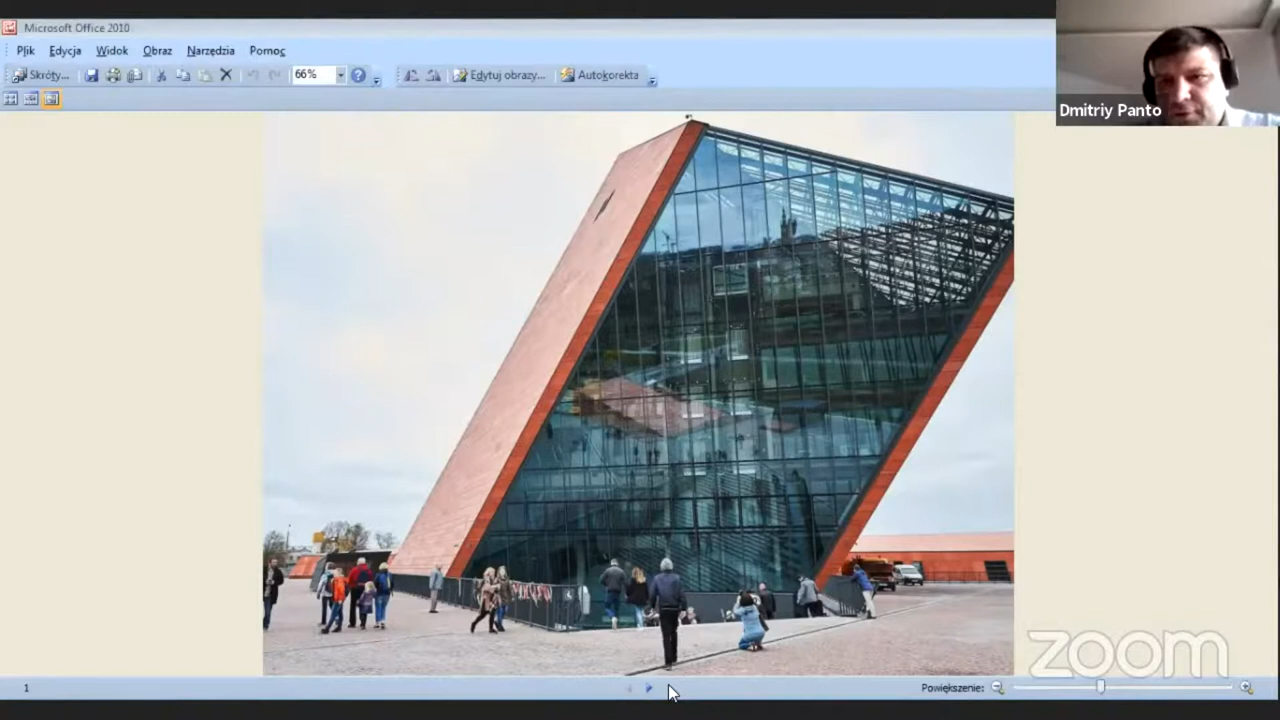 Microsoft Office 2010
Plik Edycja Widok Obraz Narzędzia Pomoc
Skróty... 66% Edytuj obrazy... Autokorekta
Dmitriy Panto
zoom
1 Powiększenie: